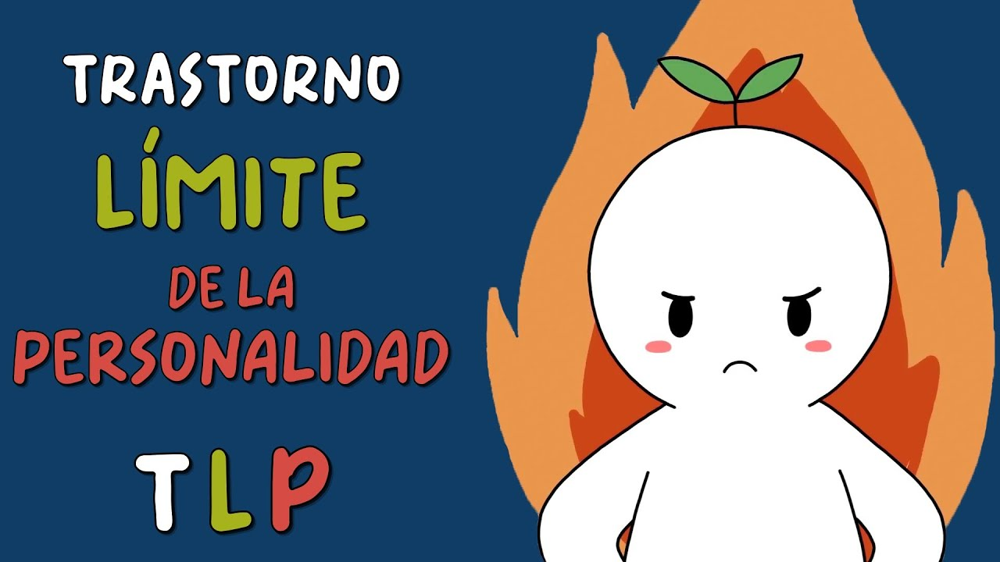 TRASTORNO
LÍMITE
DE LA
PERSONALIDAD
TLP